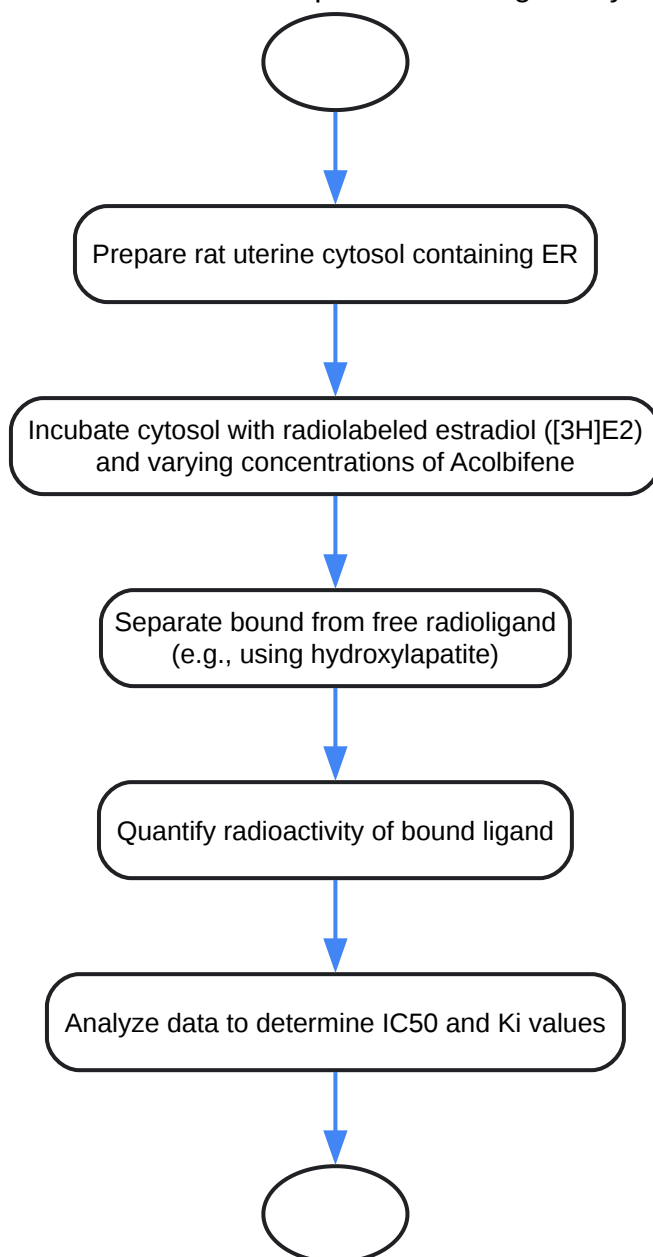 Prepare rat uterine cytosol containing ER
Incubate cytosol with radiolabeled estradiol ([3H]E2)
and varying concentrations of Acolbifene
Separate bound from free radioligand
(e.g., using hydroxylapatite)
Quantify radioactivity of bound ligand
Analyze data to determine IC50 and Ki values